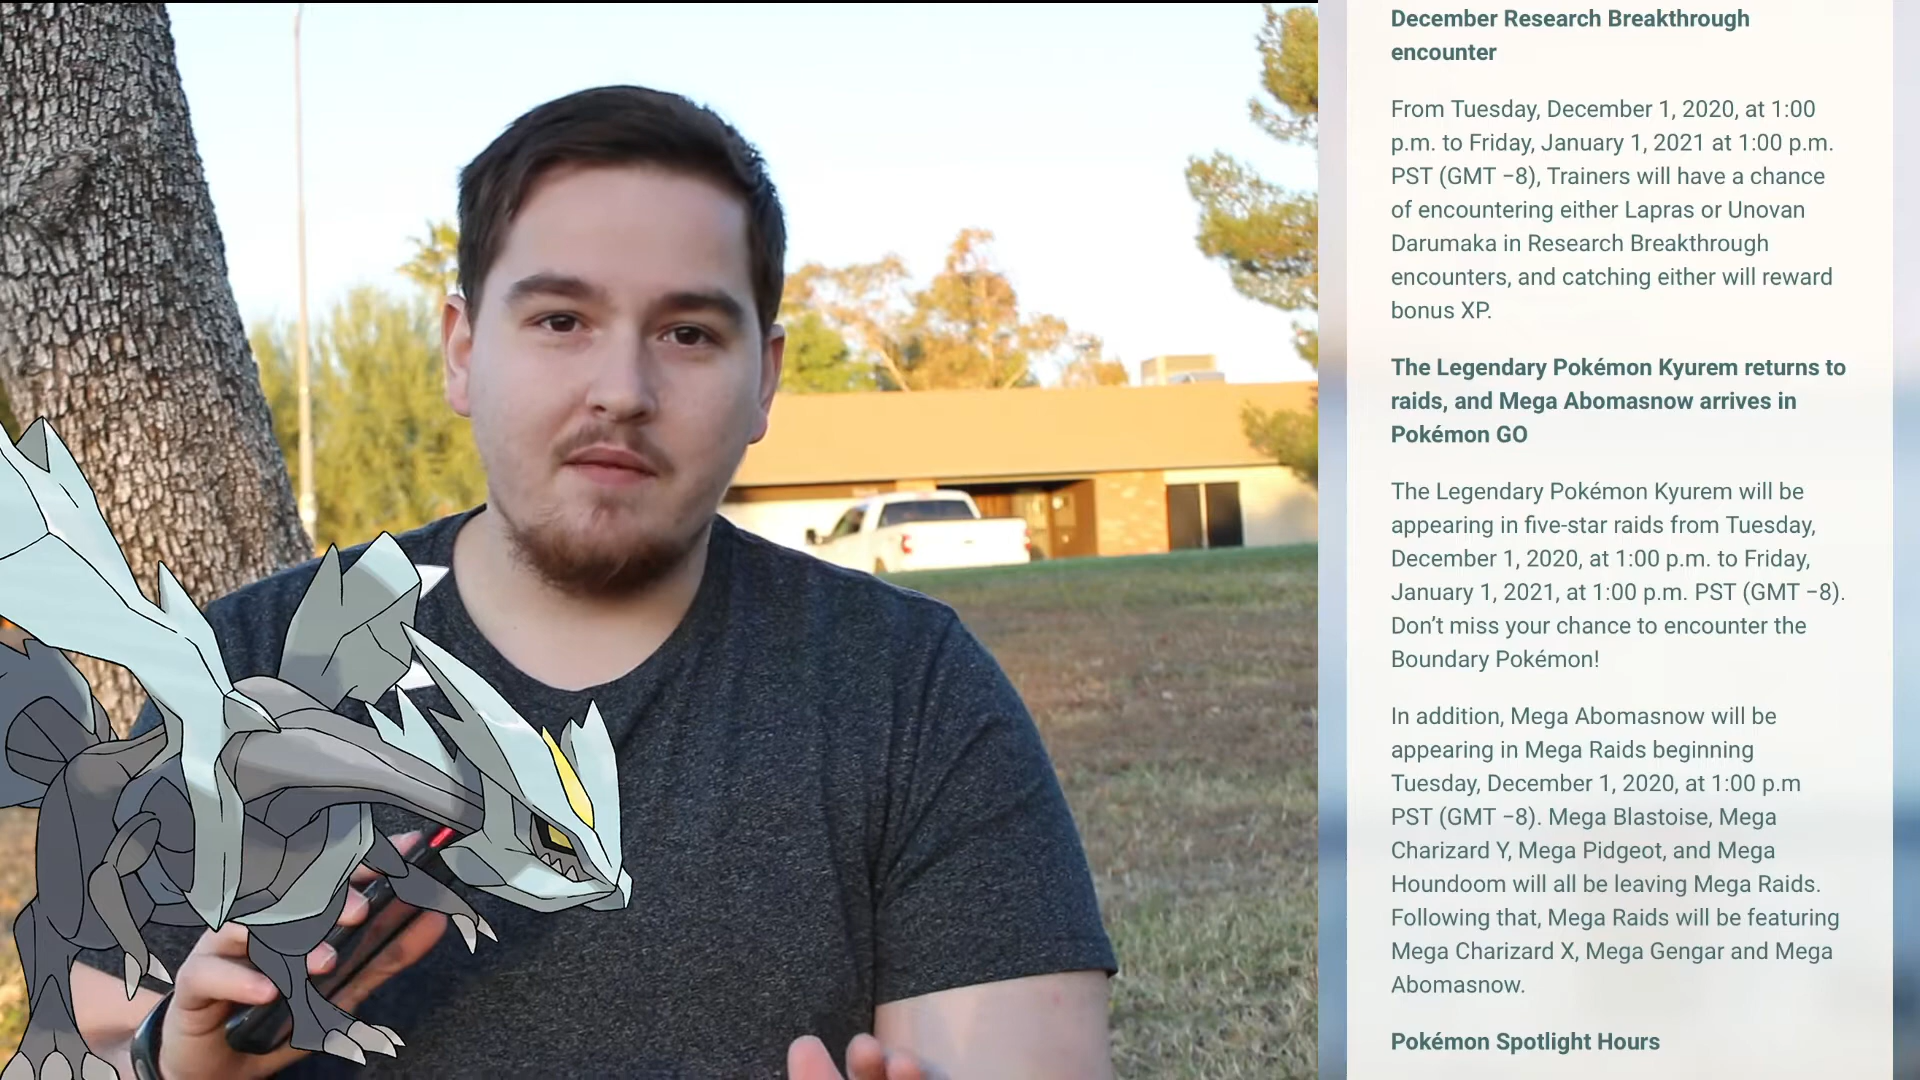 December Research Breakthrough
encounter
From Tuesday, December 1, 2020, at 1:00
p.m. to Friday, January 1, 2021 at 1:00 p.m.
PST (GMT −8), Trainers will have a chance
of encountering either Lapras or Unovan
Darumaka in Research Breakthrough
encounters, and catching either will reward
bonus XP.
The Legendary Pokémon Kyurem returns to
raids, and Mega Abomasnow arrives in
Pokémon GO
The Legendary Pokémon Kyurem will be
appearing in five-star raids from Tuesday,
December 1, 2020, at 1:00 p.m. to Friday,
January 1, 2021, at 1:00 p.m. PST (GMT −8).
Don’t miss your chance to encounter the
Boundary Pokémon!
In addition, Mega Abomasnow will be
appearing in Mega Raids beginning
Tuesday, December 1, 2020, at 1:00 p.m
PST (GMT −8). Mega Blastoise, Mega
Charizard Y, Mega Pidgeot, and Mega
Houndoom will all be leaving Mega Raids.
Following that, Mega Raids will be featuring
Mega Charizard X, Mega Gengar and Mega
Abomasnow.
Pokémon Spotlight Hours